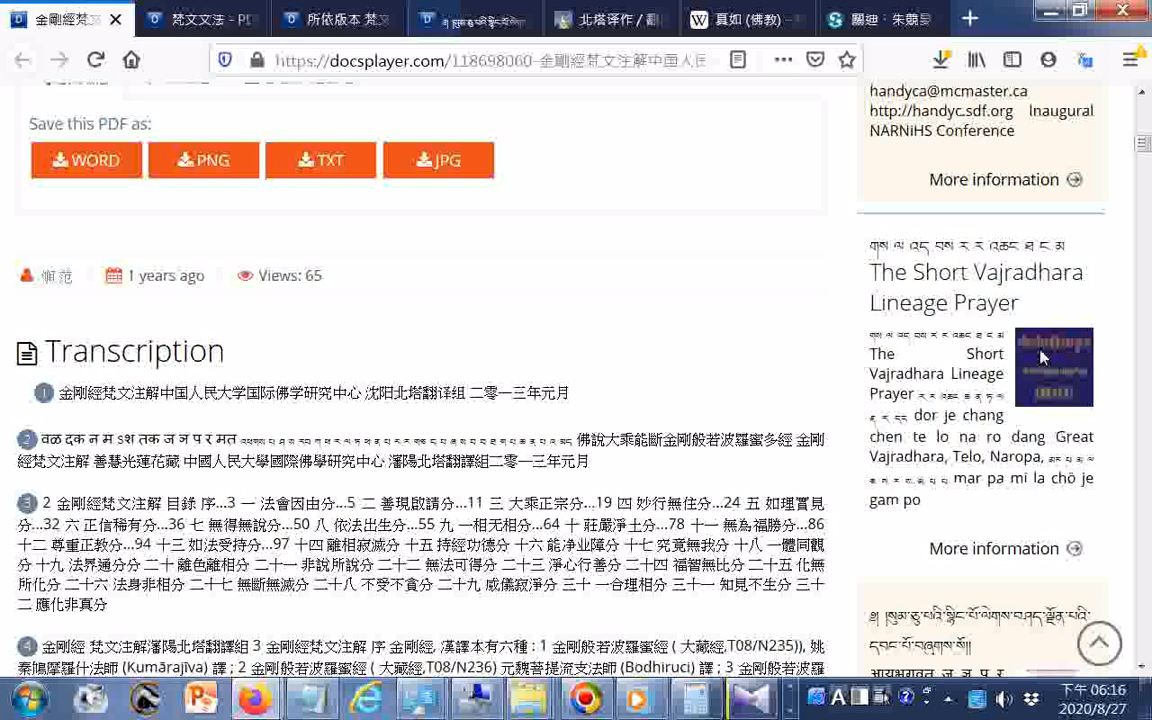 金剛經梵
梵文文法 - PD
所依版本 梵文
北塔译作 / 翻
真如 (佛教) -
關迪：朱競旻
https://docsplayer.com/118698060-金剛經梵文注解中国人民
Save this PDF as:
WORD
PNG
TXT
JPG
1 years ago
Views: 65
Transcription
1 金剛經梵文注解中国人民大学国际佛学研究中心 沈阳北塔翻译组 二零一三年元月
2 佛說大乘能斷金剛般若波羅蜜多經 金剛
經梵文注解 善慧光蓮花藏 中國人民大學國際佛學研究中心 瀋陽北塔翻譯組二零一三年元月
3 2 金剛經梵文注解 目錄 序...3 一 法會因由分...5 二 善現啟請分...11 三 大乘正宗分...19 四 妙行無住分...24 五 如理實見
分...32 六 正信稀有分...36 七 無得無說分...50 八 依法出生分...55 九 一相无相分...64 十 莊嚴淨土分...78 十一 無為福勝分...86
十二 尊重正教分...94 十三 如法受持分...97 十四 離相寂滅分 十五 持經功德分 十六 能净业障分 十七 究竟無我分 十八 一體同觀
分 十九 法界通分分 二十 離色離相分 二十一 非說所說分 二十二 無法可得分 二十三 淨心行善分 二十四 福智無比分 二十五 化無
所化分 二十六 法身非相分 二十七 無斷無滅分 二十八 不受不貪分 二十九 威儀寂淨分 三十 一合理相分 三十一 知見不生分 三十
二 應化非真分
4 金剛經 梵文注解瀋陽北塔翻譯組 3 金剛經梵文注解 序 金剛經, 漢譯本有六種 : 1 金剛般若波羅蜜經 ( 大藏經,T08/N235)), 姚
秦鳩摩羅什法師 (Kumārajīva) 譯 ; 2 金剛般若波羅蜜經 ( 大藏經,T08/N236) 元魏菩提流支法師 (Bodhiruci) 譯 ; 3 金剛般若波羅
handyca@mcmaster.ca
http://handyc.sdf.org Inaugural
NARNiHS Conference
More information
The Short Vajradhara
Lineage Prayer
The Short
Vajradhara Lineage
Prayer
dor je chang
chen te lo na ro dang Great
Vajradhara, Telo, Naropa,
mar pa mi la chö je
gam po
More information
下午 06:16
2020/8/27